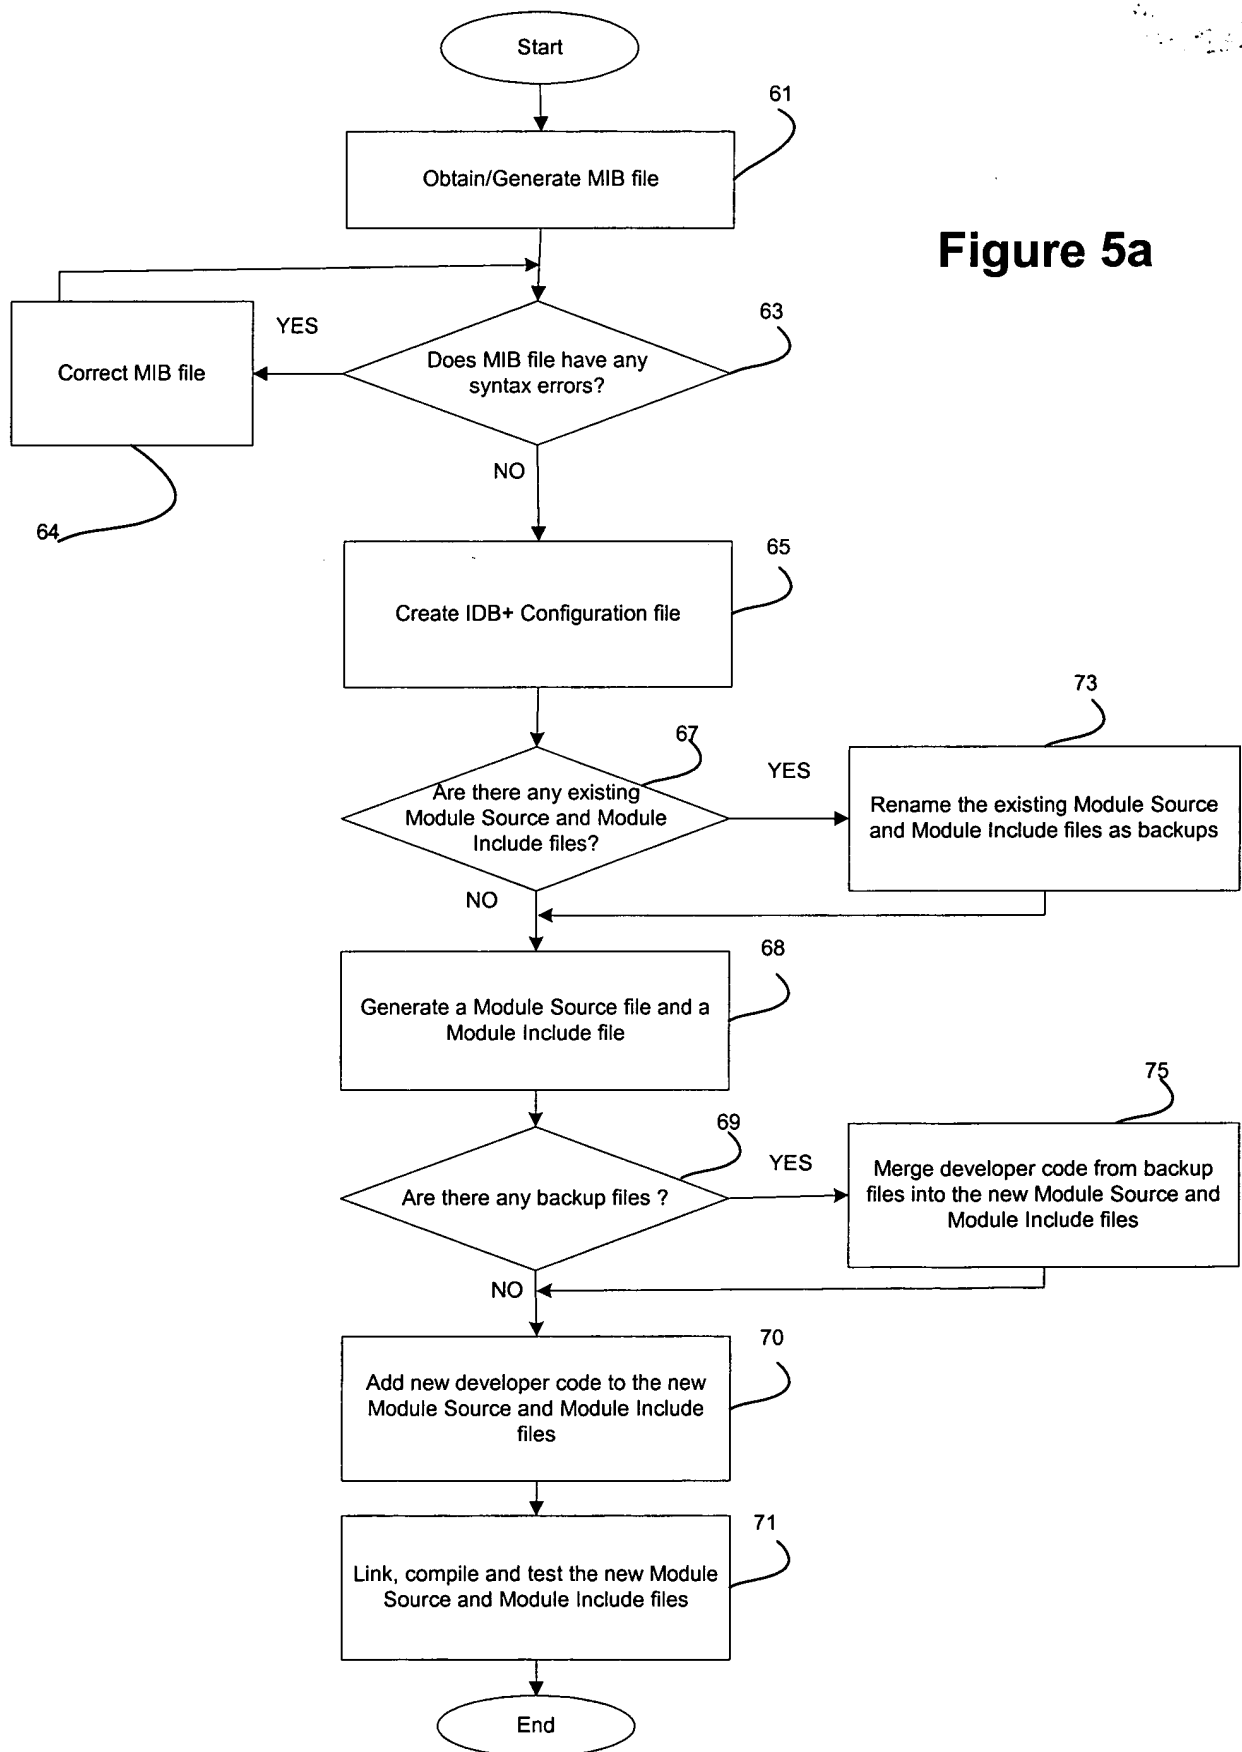 Start
61
Obtain/Generate MIB file
Figure 5a
63
YES
Does MIB file have any
syntax errors?
Correct MIB file
NO
64
65
Create IDB+ Configuration file
73
67
YES
Are there any existing
Module Source and Module
Include files?
Rename the existing Module Source
and Module Include files as backups
NO
68
Generate a Module Source file and a
Module Include file
75
69
YES
Are there any backup files ?
Merge developer code from backup
files into the new Module Source and
Module Include files
NO
70
Add new developer code to the new
Module Source and Module Include
files
71
Link, compile and test the new Module
Source and Module Include files
End